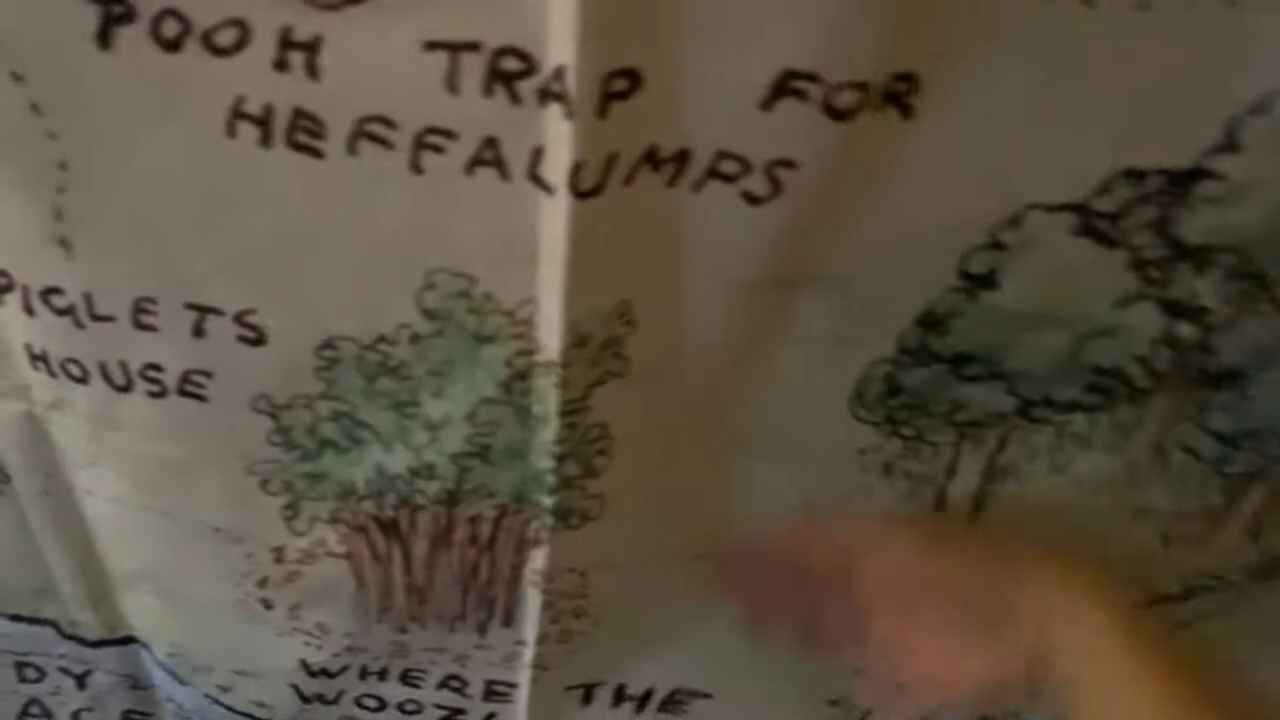 POOH TRAP FOR
HEFFALUMPS
PIGLETS
HOUSE
WHERE THE